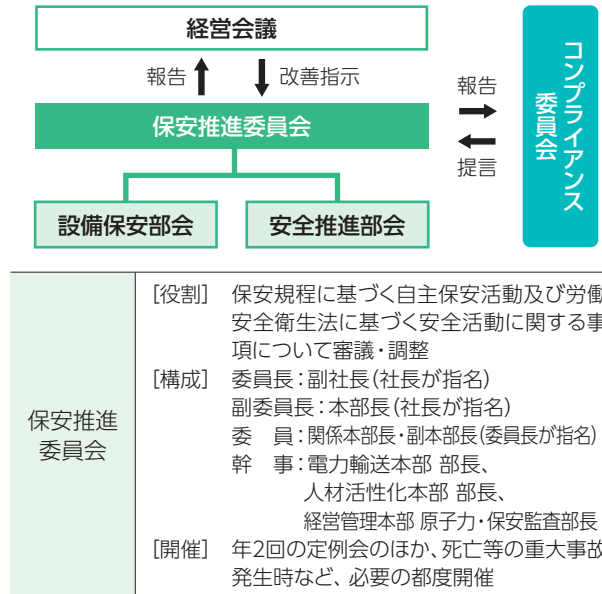 経営会議
報告
改善指示
保安推進委員会
報告
提言
コンプライアンス
委員会
設備保安部会
安全推進部会
保安推進
委員会
[役割] 保安規程に基づく自主保安活動及び労働
安全衛生法に基づく安全活動に関する事
項について審議・調整
[構成] 委員長：副社長(社長が指名)
副委員長：本部長(社長が指名)
委　員：関係本部長・副本部長(委員長が指名)
幹　事：電力輸送本部 部長、
人材活性化本部 部長、
経営管理本部 原子力・保安監査部長
[開催] 年2回の定例会のほか、死亡等の重大事故
発生時など、必要の都度開催